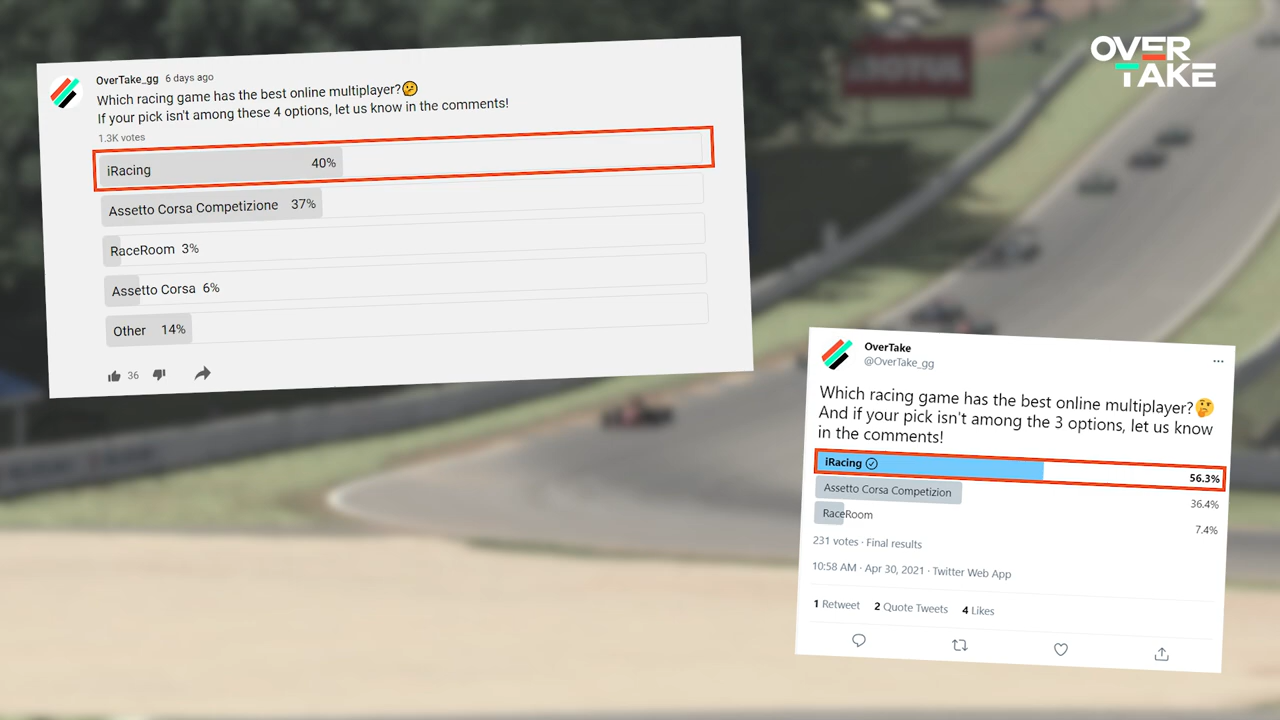 OVER
TAKE
MOTUL
OverTake_gg 6 days ago
Which racing game has the best online multiplayer?🤔
If your pick isn't among these 4 options, let us know in the comments!
1.3K votes
iRacing 40%
Assetto Corsa Competizione 37%
RaceRoom 3%
Assetto Corsa 6%
Other 14%
36
OverTake
@OverTake_gg
Which racing game has the best online multiplayer?🤔
And if your pick isn't among the 3 options, let us know
in the comments!
iRacing 56.3%
Assetto Corsa Competizion 36.4%
RaceRoom 7.4%
231 votes · Final results
10:58 AM · Apr 30, 2021 · Twitter Web App
1 Retweet 2 Quote Tweets 4 Likes